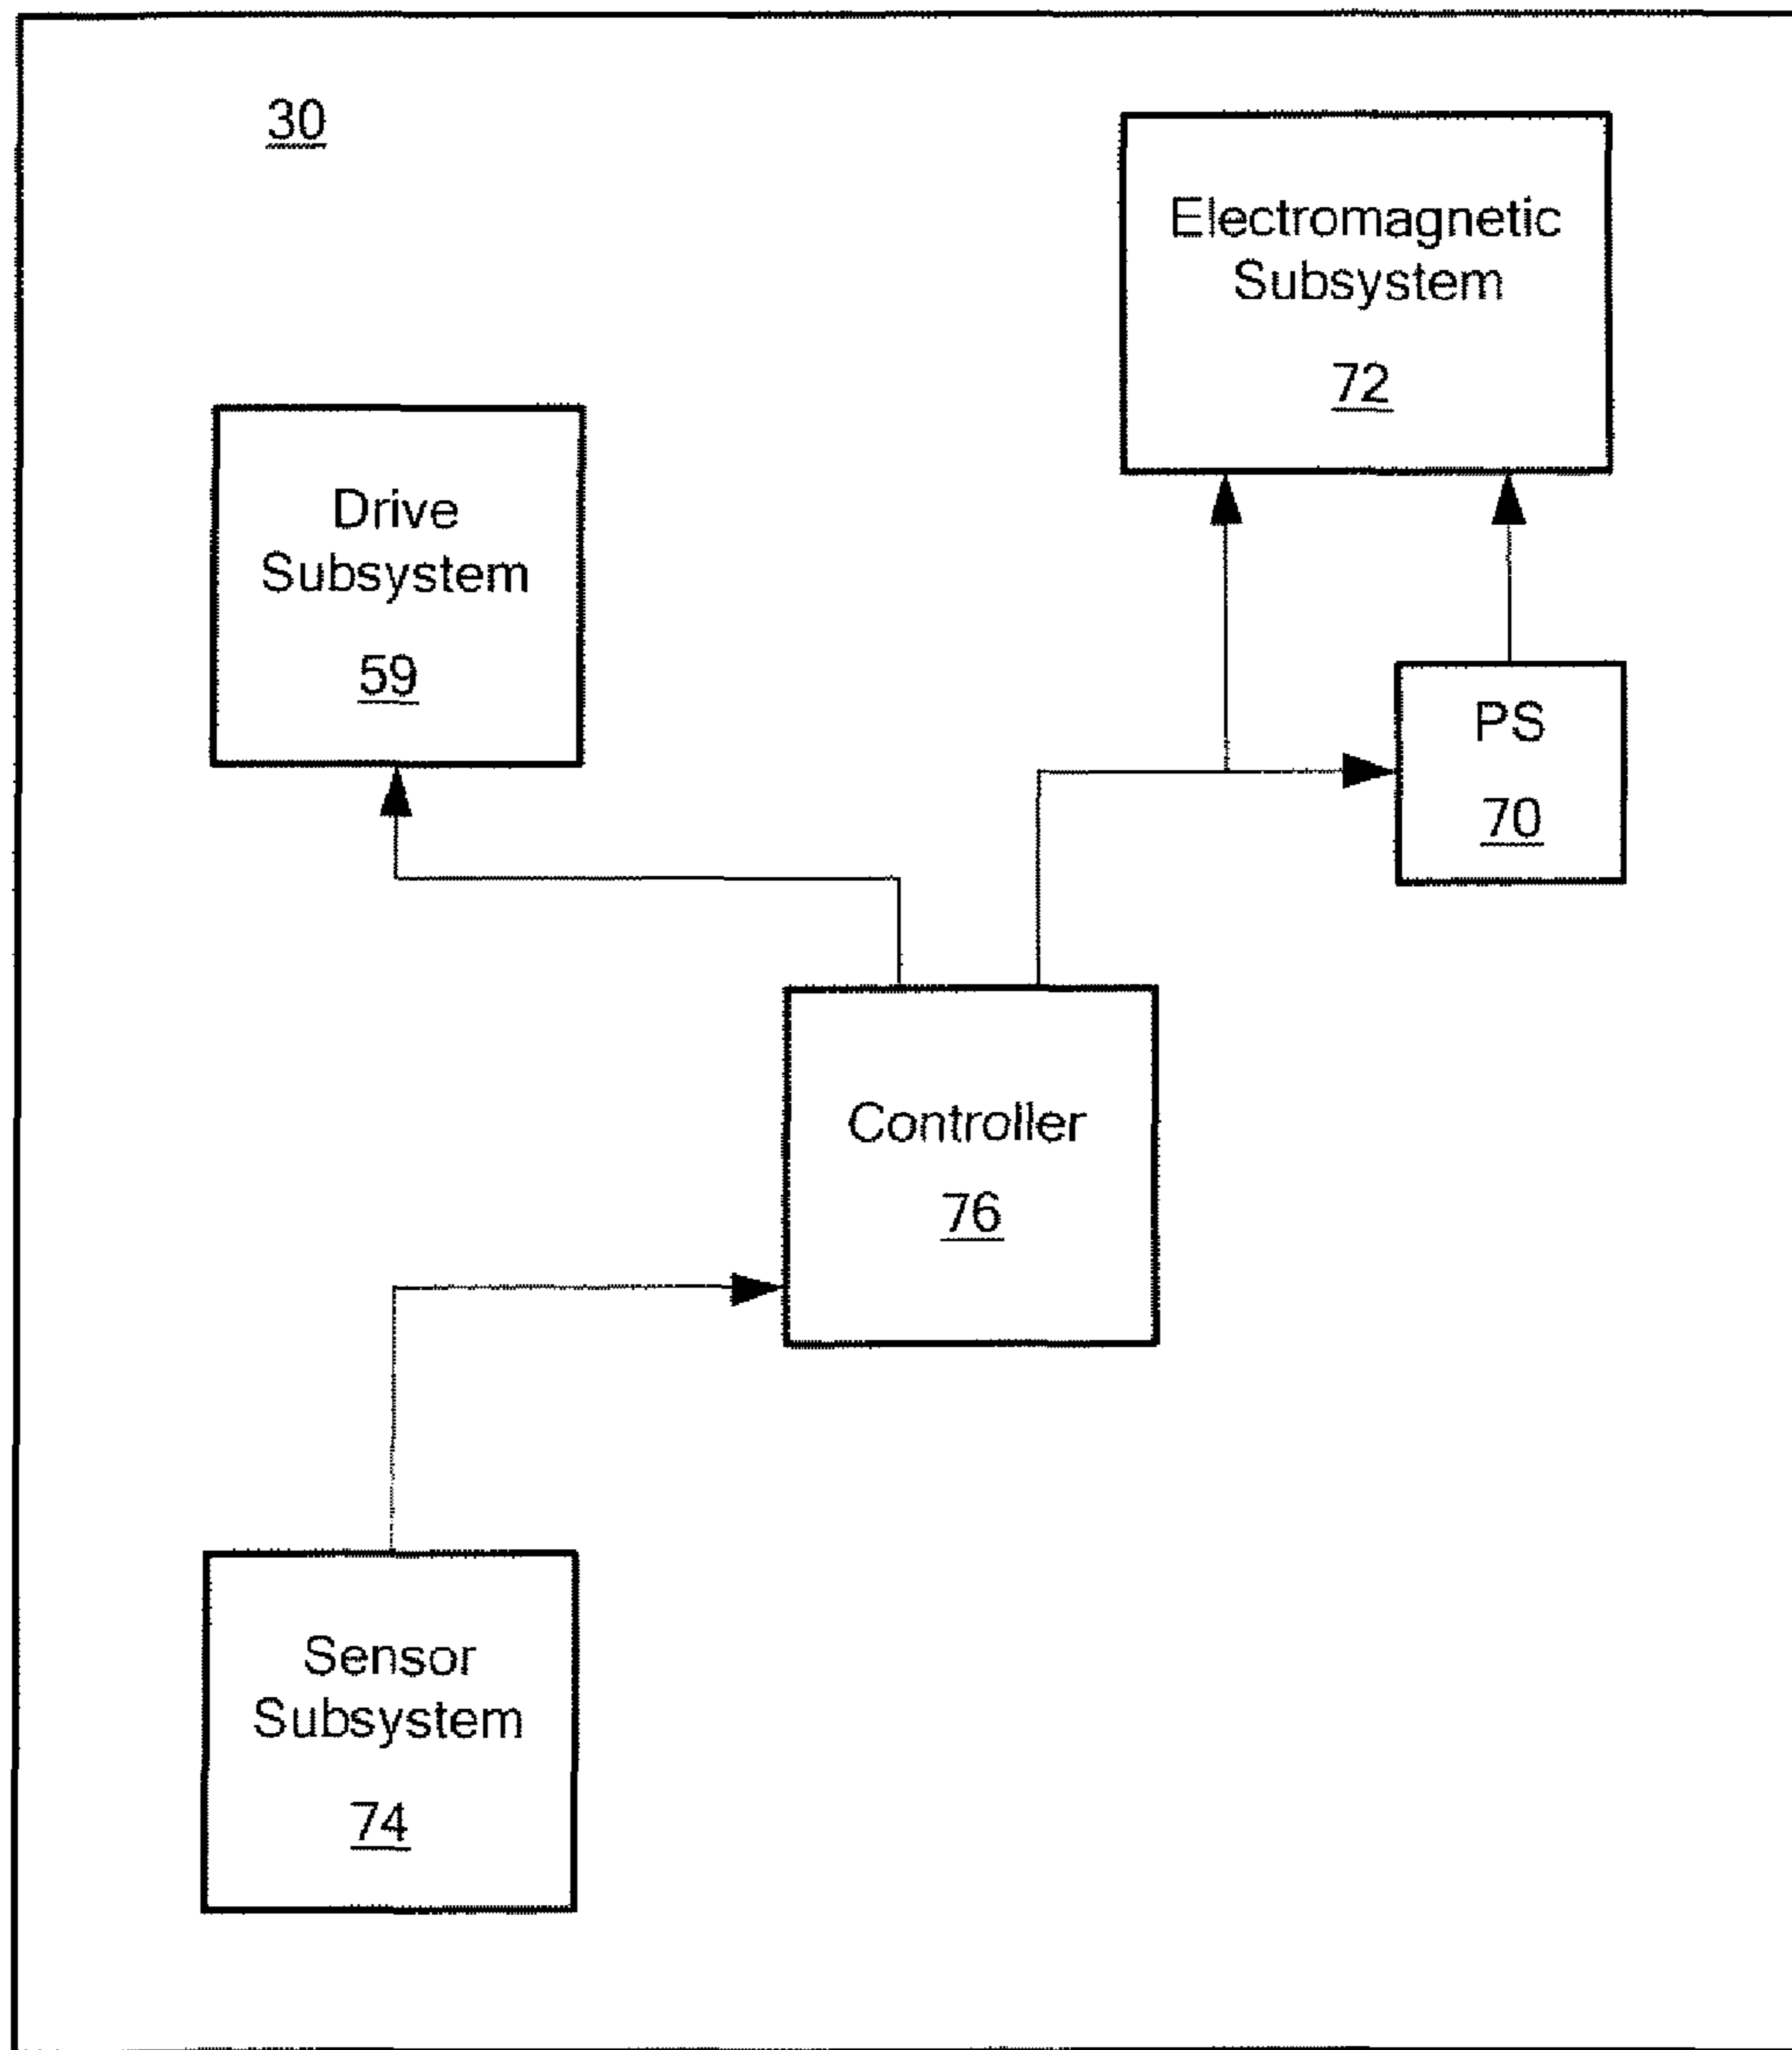 30
Electromagnetic
Subsystem
72
Drive
Subsystem
59
PS
70
Controller
76
Sensor
Subsystem
74